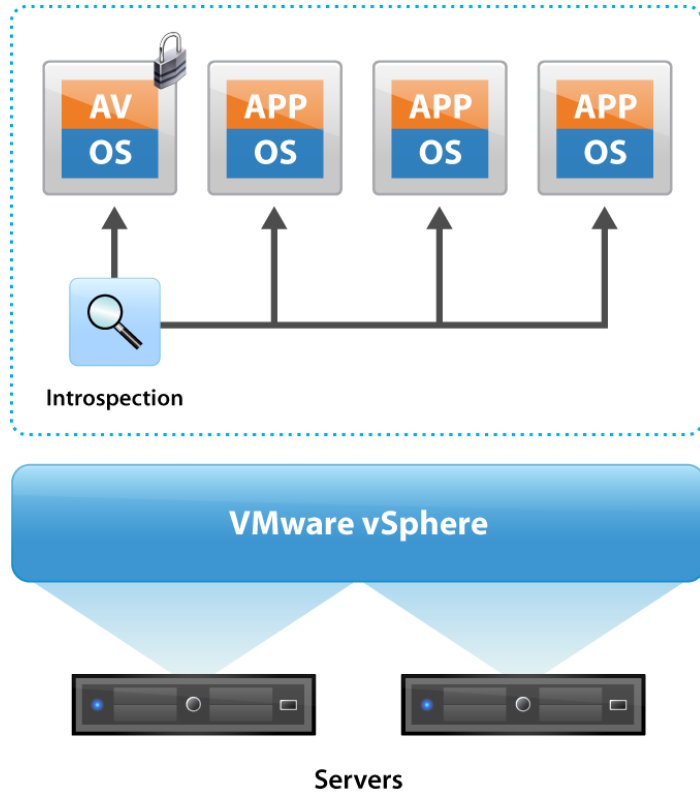 AV APP APP APP
OS OS OS OS
Introspection
VMware vSphere
Servers